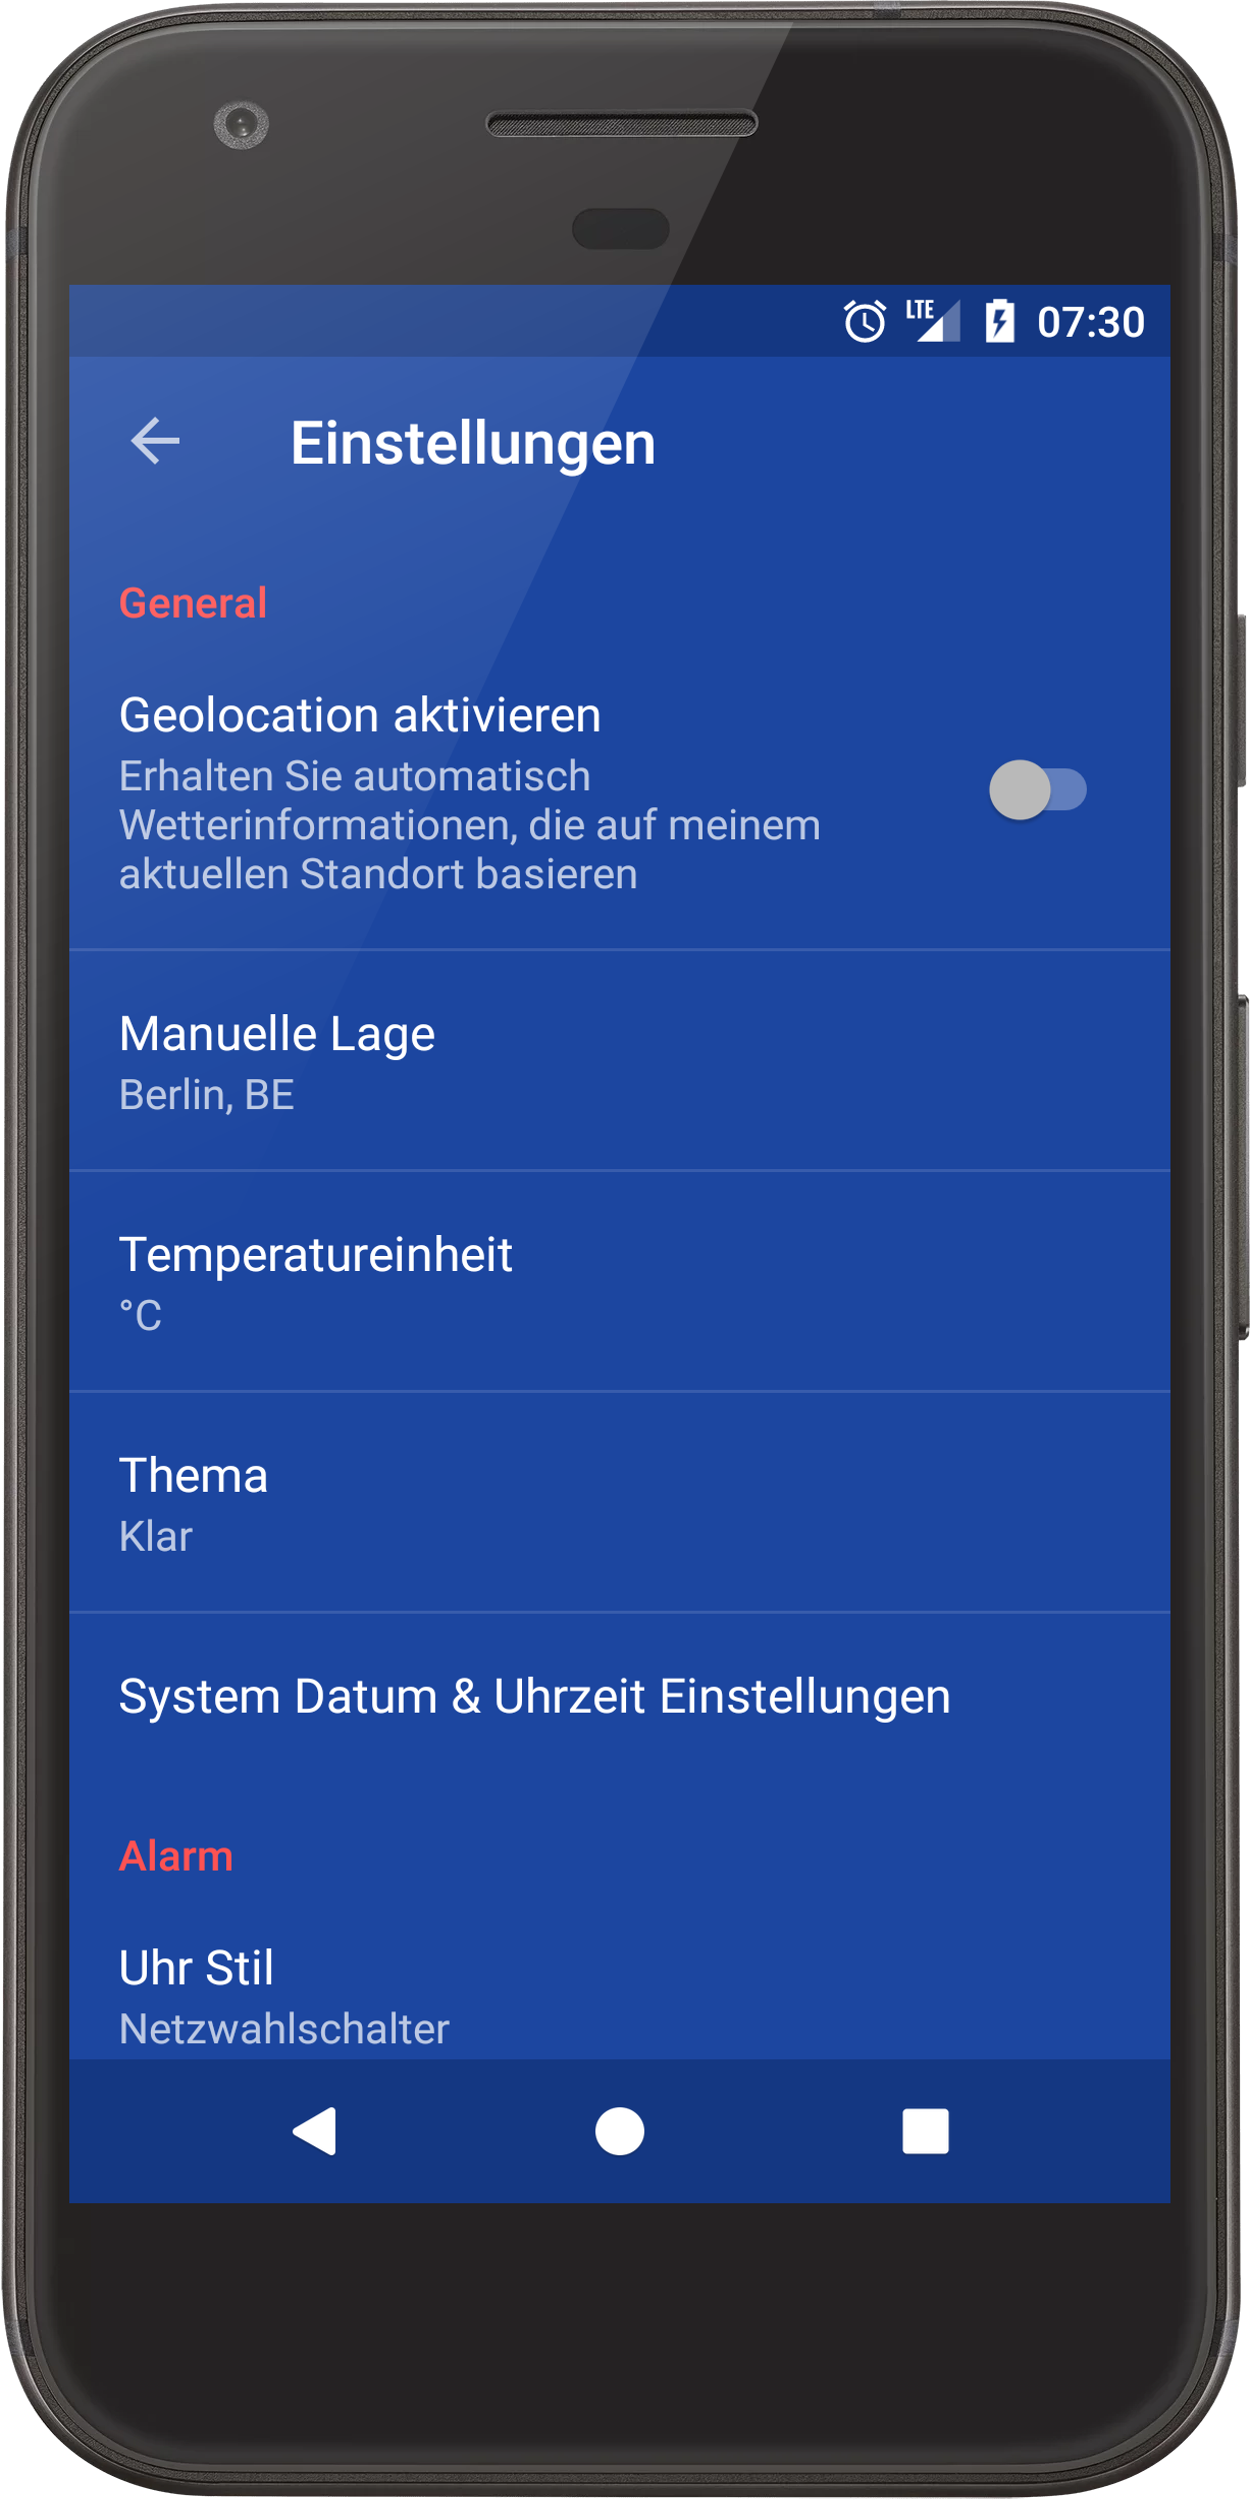 LTE 07:30
Einstellungen
General
Geolocation aktivieren
Erhalten Sie automatisch
Wetterinformationen, die auf meinem
aktuellen Standort basieren
Manuelle Lage
Berlin, BE
Temperatureinheit
°C
Thema
Klar
System Datum & Uhrzeit Einstellungen
Alarm
Uhr Stil
Netzwahlschalter